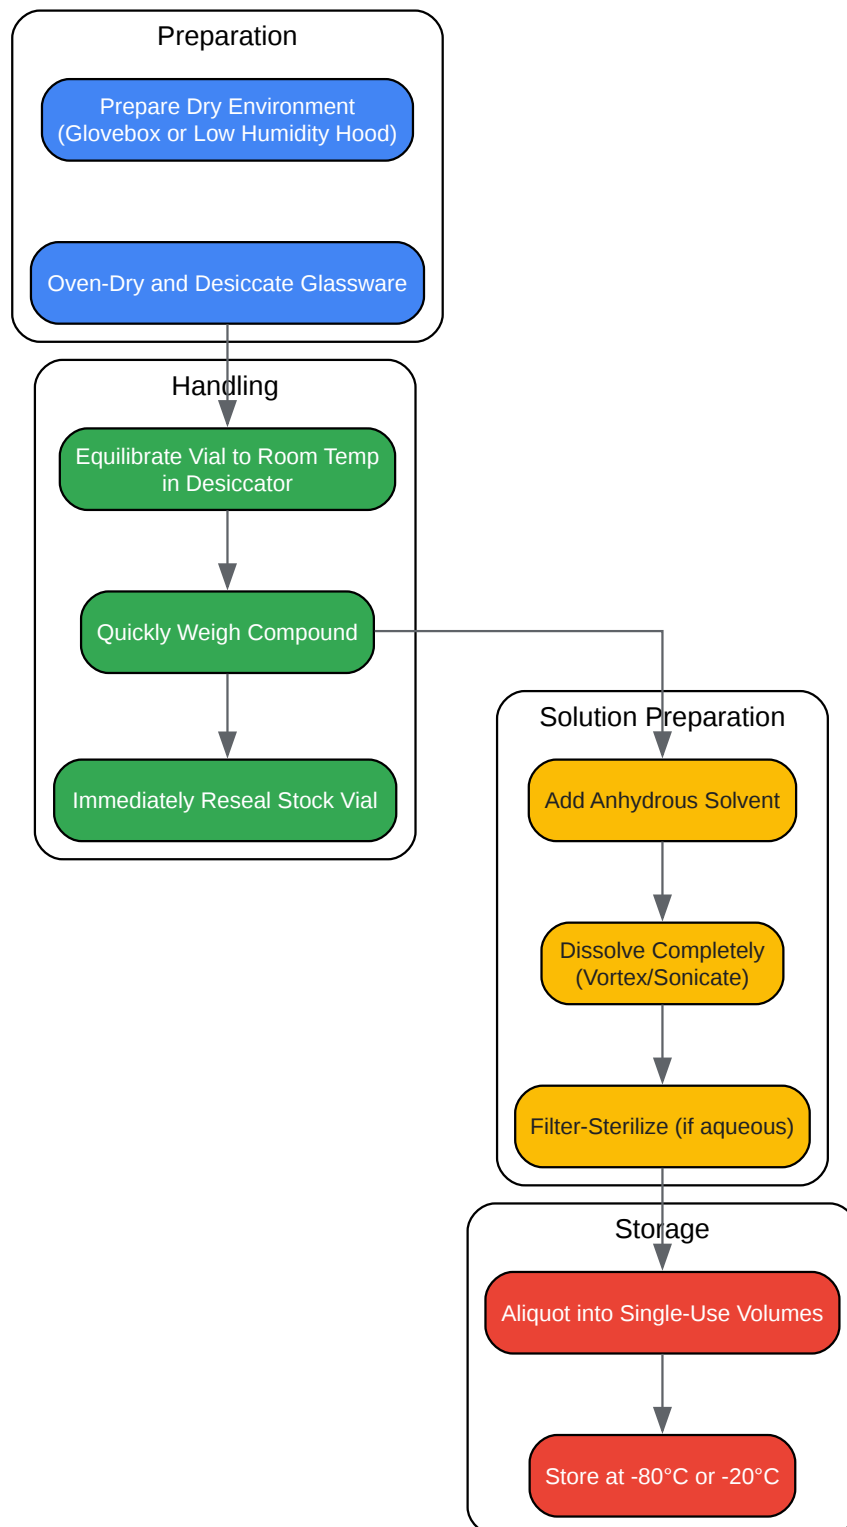 Preparation
Prepare Dry Environment
(Glovebox or Low Humidity Hood)
Oven-Dry and Desiccate Glassware
Handling
Equilibrate Vial to Room Temp
in Desiccator
Quickly Weigh Compound
Immediately Reseal Stock Vial
Solution Preparation
Add Anhydrous Solvent
Dissolve Completely
(Vortex/Sonicate)
Filter-Sterilize (if aqueous)
Storage
Aliquot into Single-Use Volumes
Store at -80°C or -20°C